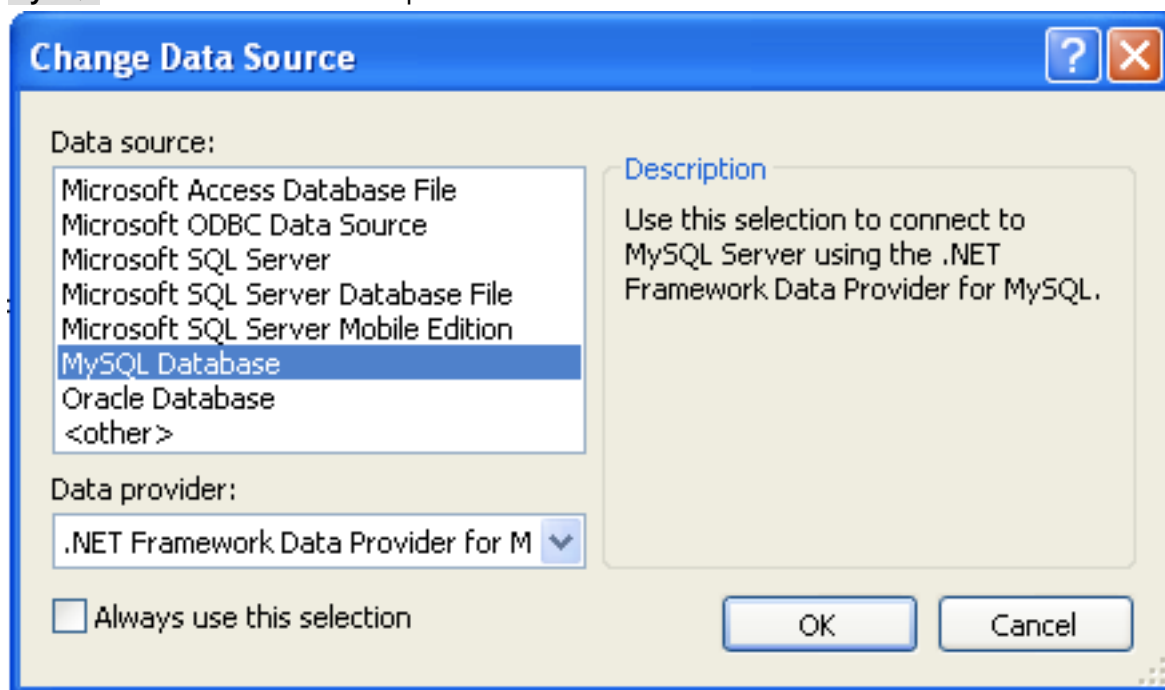 Change Data Source
Data source:
Microsoft Access Database File
Microsoft ODBC Data Source
Microsoft SQL Server
Microsoft SQL Server Database File
Microsoft SQL Server Mobile Edition
MySQL Database
Oracle Database
<other>
Data provider:
.NET Framework Data Provider for M
Always use this selection
Description
Use this selection to connect to
MySQL Server using the .NET
Framework Data Provider for MySQL.
OK
Cancel